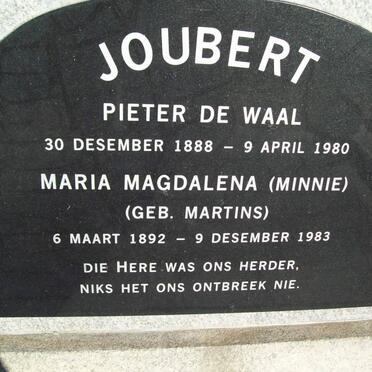 JOUBERT
PIETER DE WAAL
30 DESEMBER 1888 – 9 APRIL 1980
MARIA MAGDALENA (MINNIE)
(GEB. MARTINS)
6 MAART 1892 – 9 DESEMBER 1983
DIE HERE WAS ONS HERDER,
NIKS HET ONS ONTBREEK NIE.